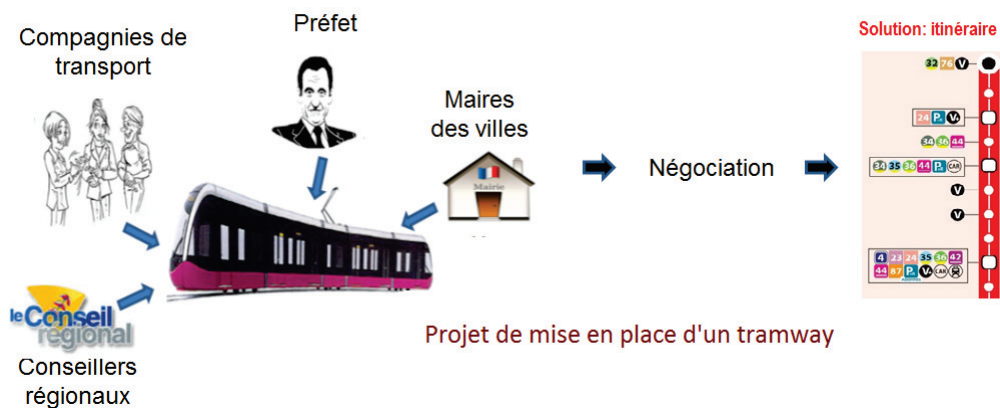 Compagnies de
transport
Préfet
Maires
des villes
Mairie
le Conseil
régional
Conseillers
régionaux
Négociation
Projet de mise en place d'un tramway
Solution: itinéraire
32 76 V
24 P V
34 36 44
34 35 36 44 P CAR
V
V
4 23 24 35 36 42
44 87 P V CAR